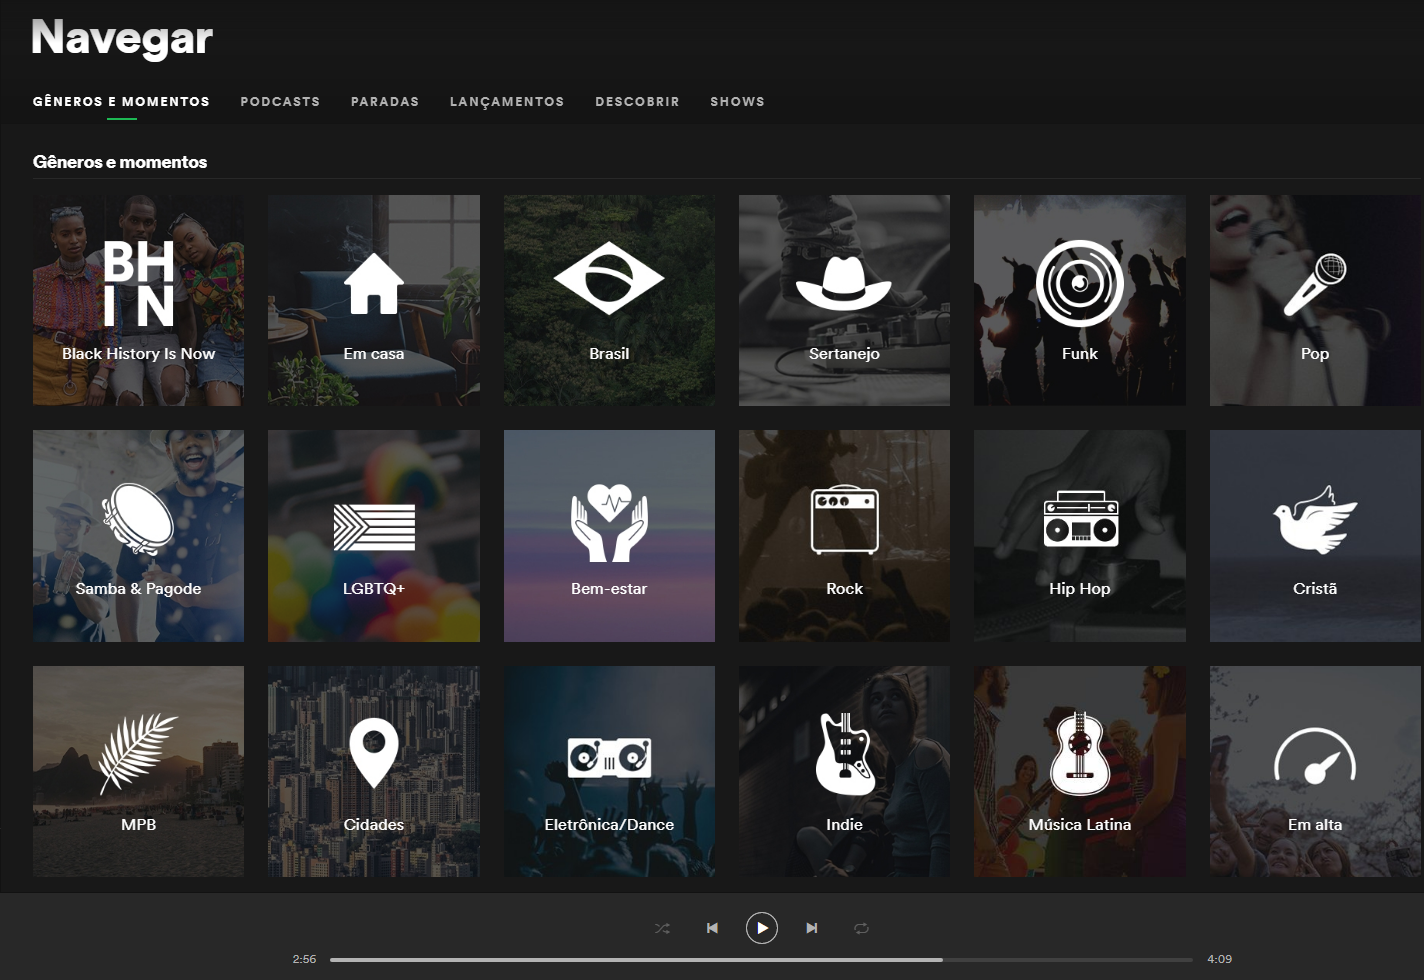 Navegar
GÊNEROS E MOMENTOS PODCASTS PARADAS LANÇAMENTOS DESCOBRIR SHOWS
Gêneros e momentos
BH
IN
Black History Is Now
Em casa
Brasil
Sertanejo
Funk
Pop
Samba & Pagode
LGBTQ+
Bem-estar
Rock
Hip Hop
Cristã
MPB
Cidades
Eletrônica/Dance
Indie
Música Latina
Em alta
2:56
4:09